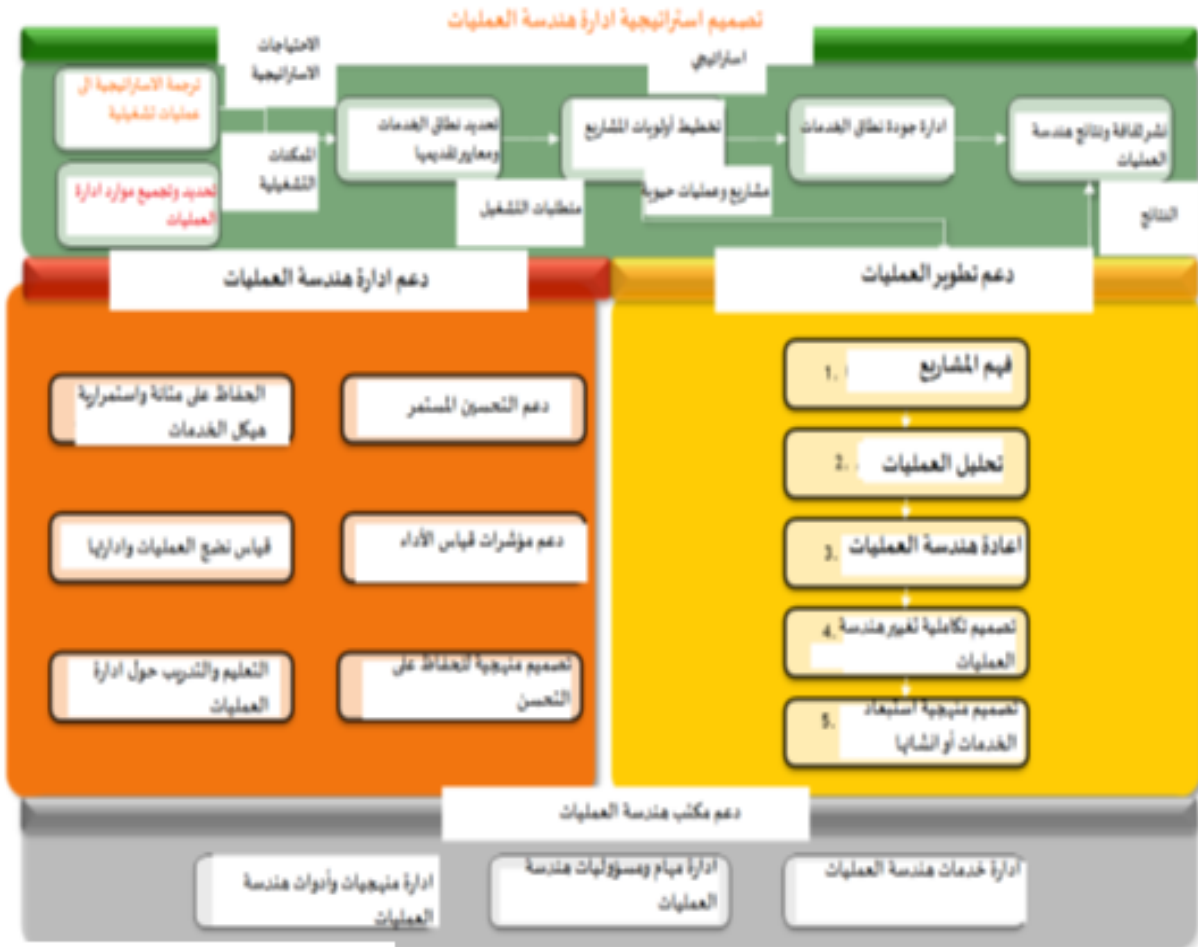 تصميم استراتيجية ادارة هندسة العمليات
الاحتياجات
الاستراتيجية
استراتيجي
ترجمة الاستراتيجية الى
عمليات تشغيلية
تحديد نطاق الخدمات
ومعايير تقديمها
تخطيط أولويات المشاريع
ادارة جودة نطاق الخدمات
نشر ثقافة ونتائج هندسة
العمليات
الممكنات
التشغيلية
تحديد وتجميع موارد ادارة
العمليات
متطلبات التشغيل
مشاريع وعمليات حيوية
النتائج
دعم ادارة هندسة العمليات
الحفاظ على متانة واستمرارية
هيكل الخدمات
دعم التحسين المستمر
قياس نضج العمليات وادارتها
دعم مؤشرات قياس الأداء
التعليم والتدريب حول ادارة
العمليات
تصميم منهجية للحفاظ على
التحسن
دعم تطوير العمليات
1. فهم المشاريع
2. تحليل العمليات
3. اعادة هندسة العمليات
4. تصميم تكاملية تغيير هندسة
العمليات
5. تصميم منهجية استبعاد
الخدمات أو انشاءها
دعم مكتب هندسة العمليات
ادارة خدمات هندسة العمليات
ادارة مهام ومسؤوليات هندسة
العمليات
ادارة منهجيات وأدوات هندسة
العمليات